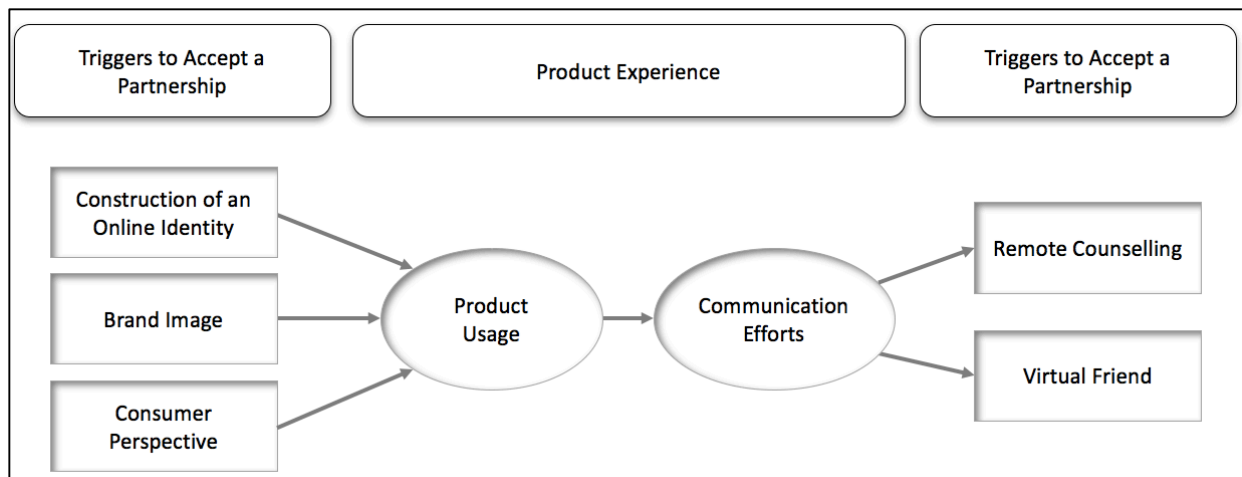 Triggers to Accept a
Partnership
Product Experience
Triggers to Accept a
Partnership
Construction of an
Online Identity
Brand Image
Consumer
Perspective
Product
Usage
Communication
Efforts
Remote Counselling
Virtual Friend